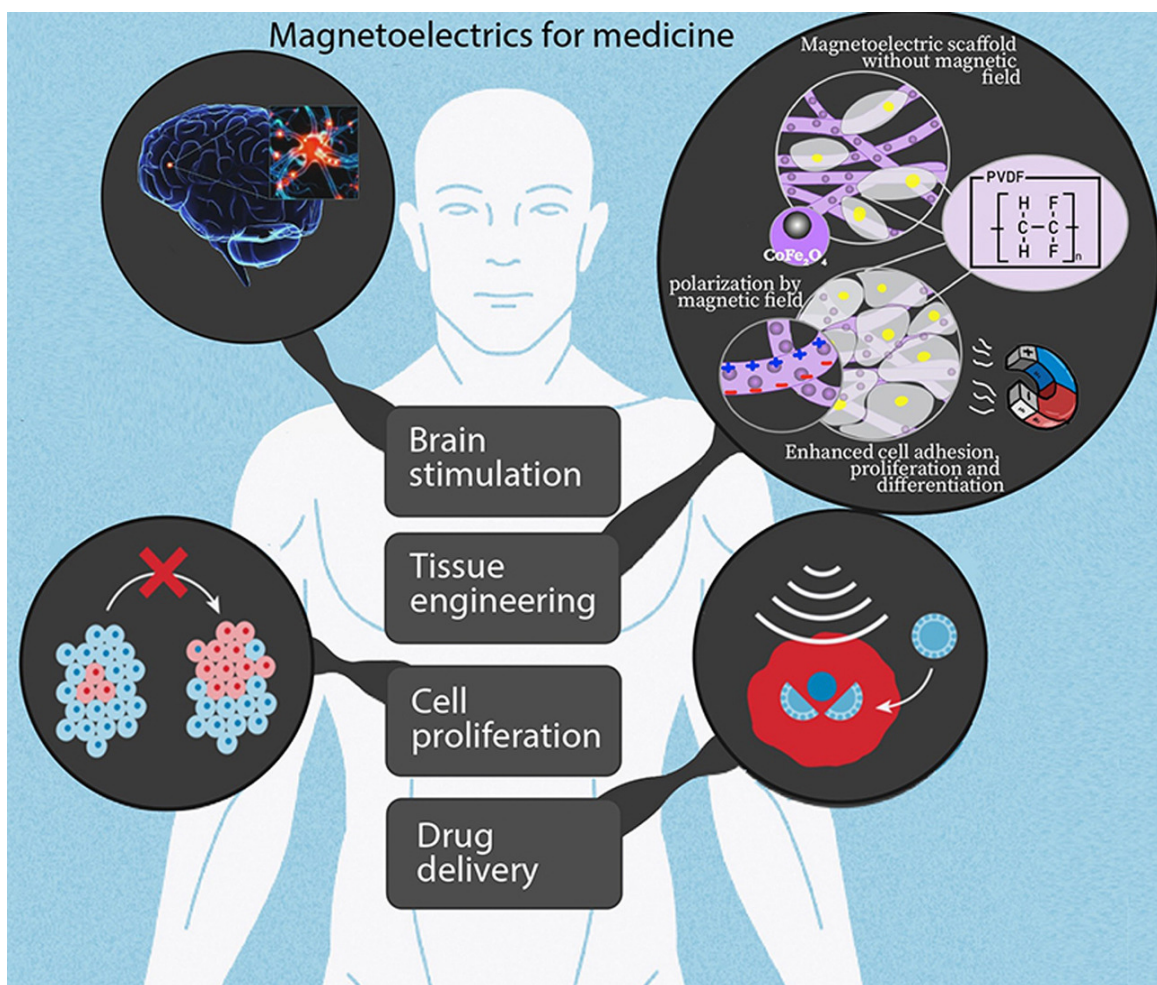 Magnetoelectrics for medicine
Magnetoelectric scaffold
without magnetic
field
PVDF
H F
C C
H F
n
CoFe₂O₄
polarization by
magnetic field
Enhanced cell adhesion,
proliferation and
differentiation
Brain
stimulation
Tissue
engineering
Cell
proliferation
Drug
delivery